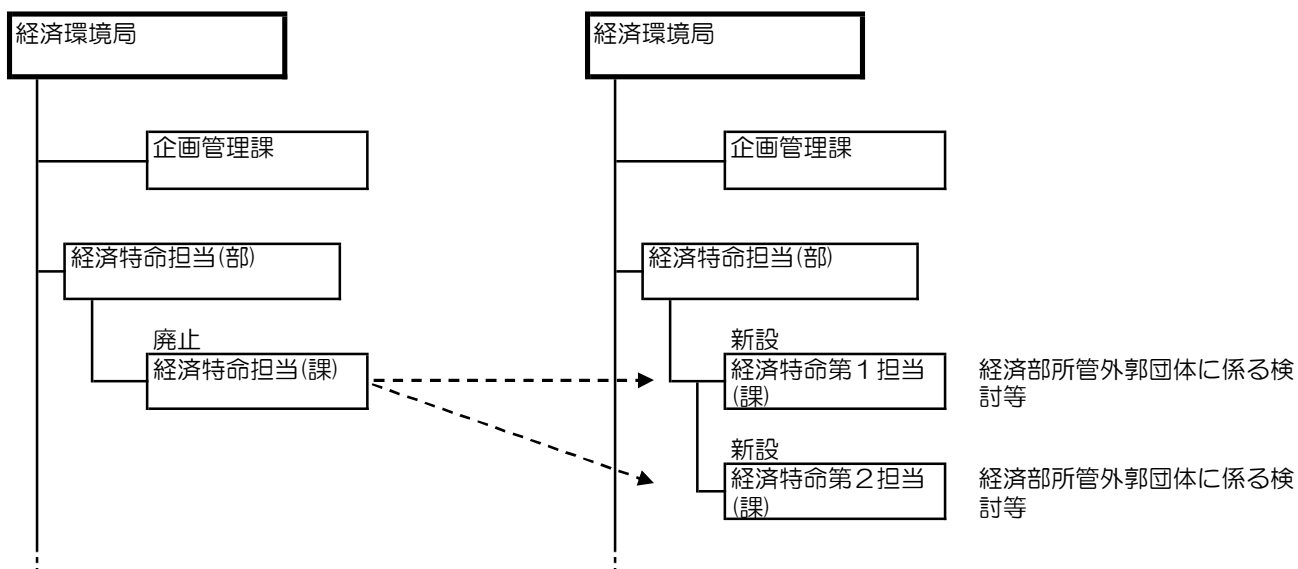 経済環境局
企画管理課
経済特命担当(部)
廃止
経済特命担当(課)
経済環境局
企画管理課
経済特命担当(部)
新設
経済特命第１担当
(課)
経済部所管外郭団体に係る検
討等
新設
経済特命第２担当
(課)
経済部所管外郭団体に係る検
討等